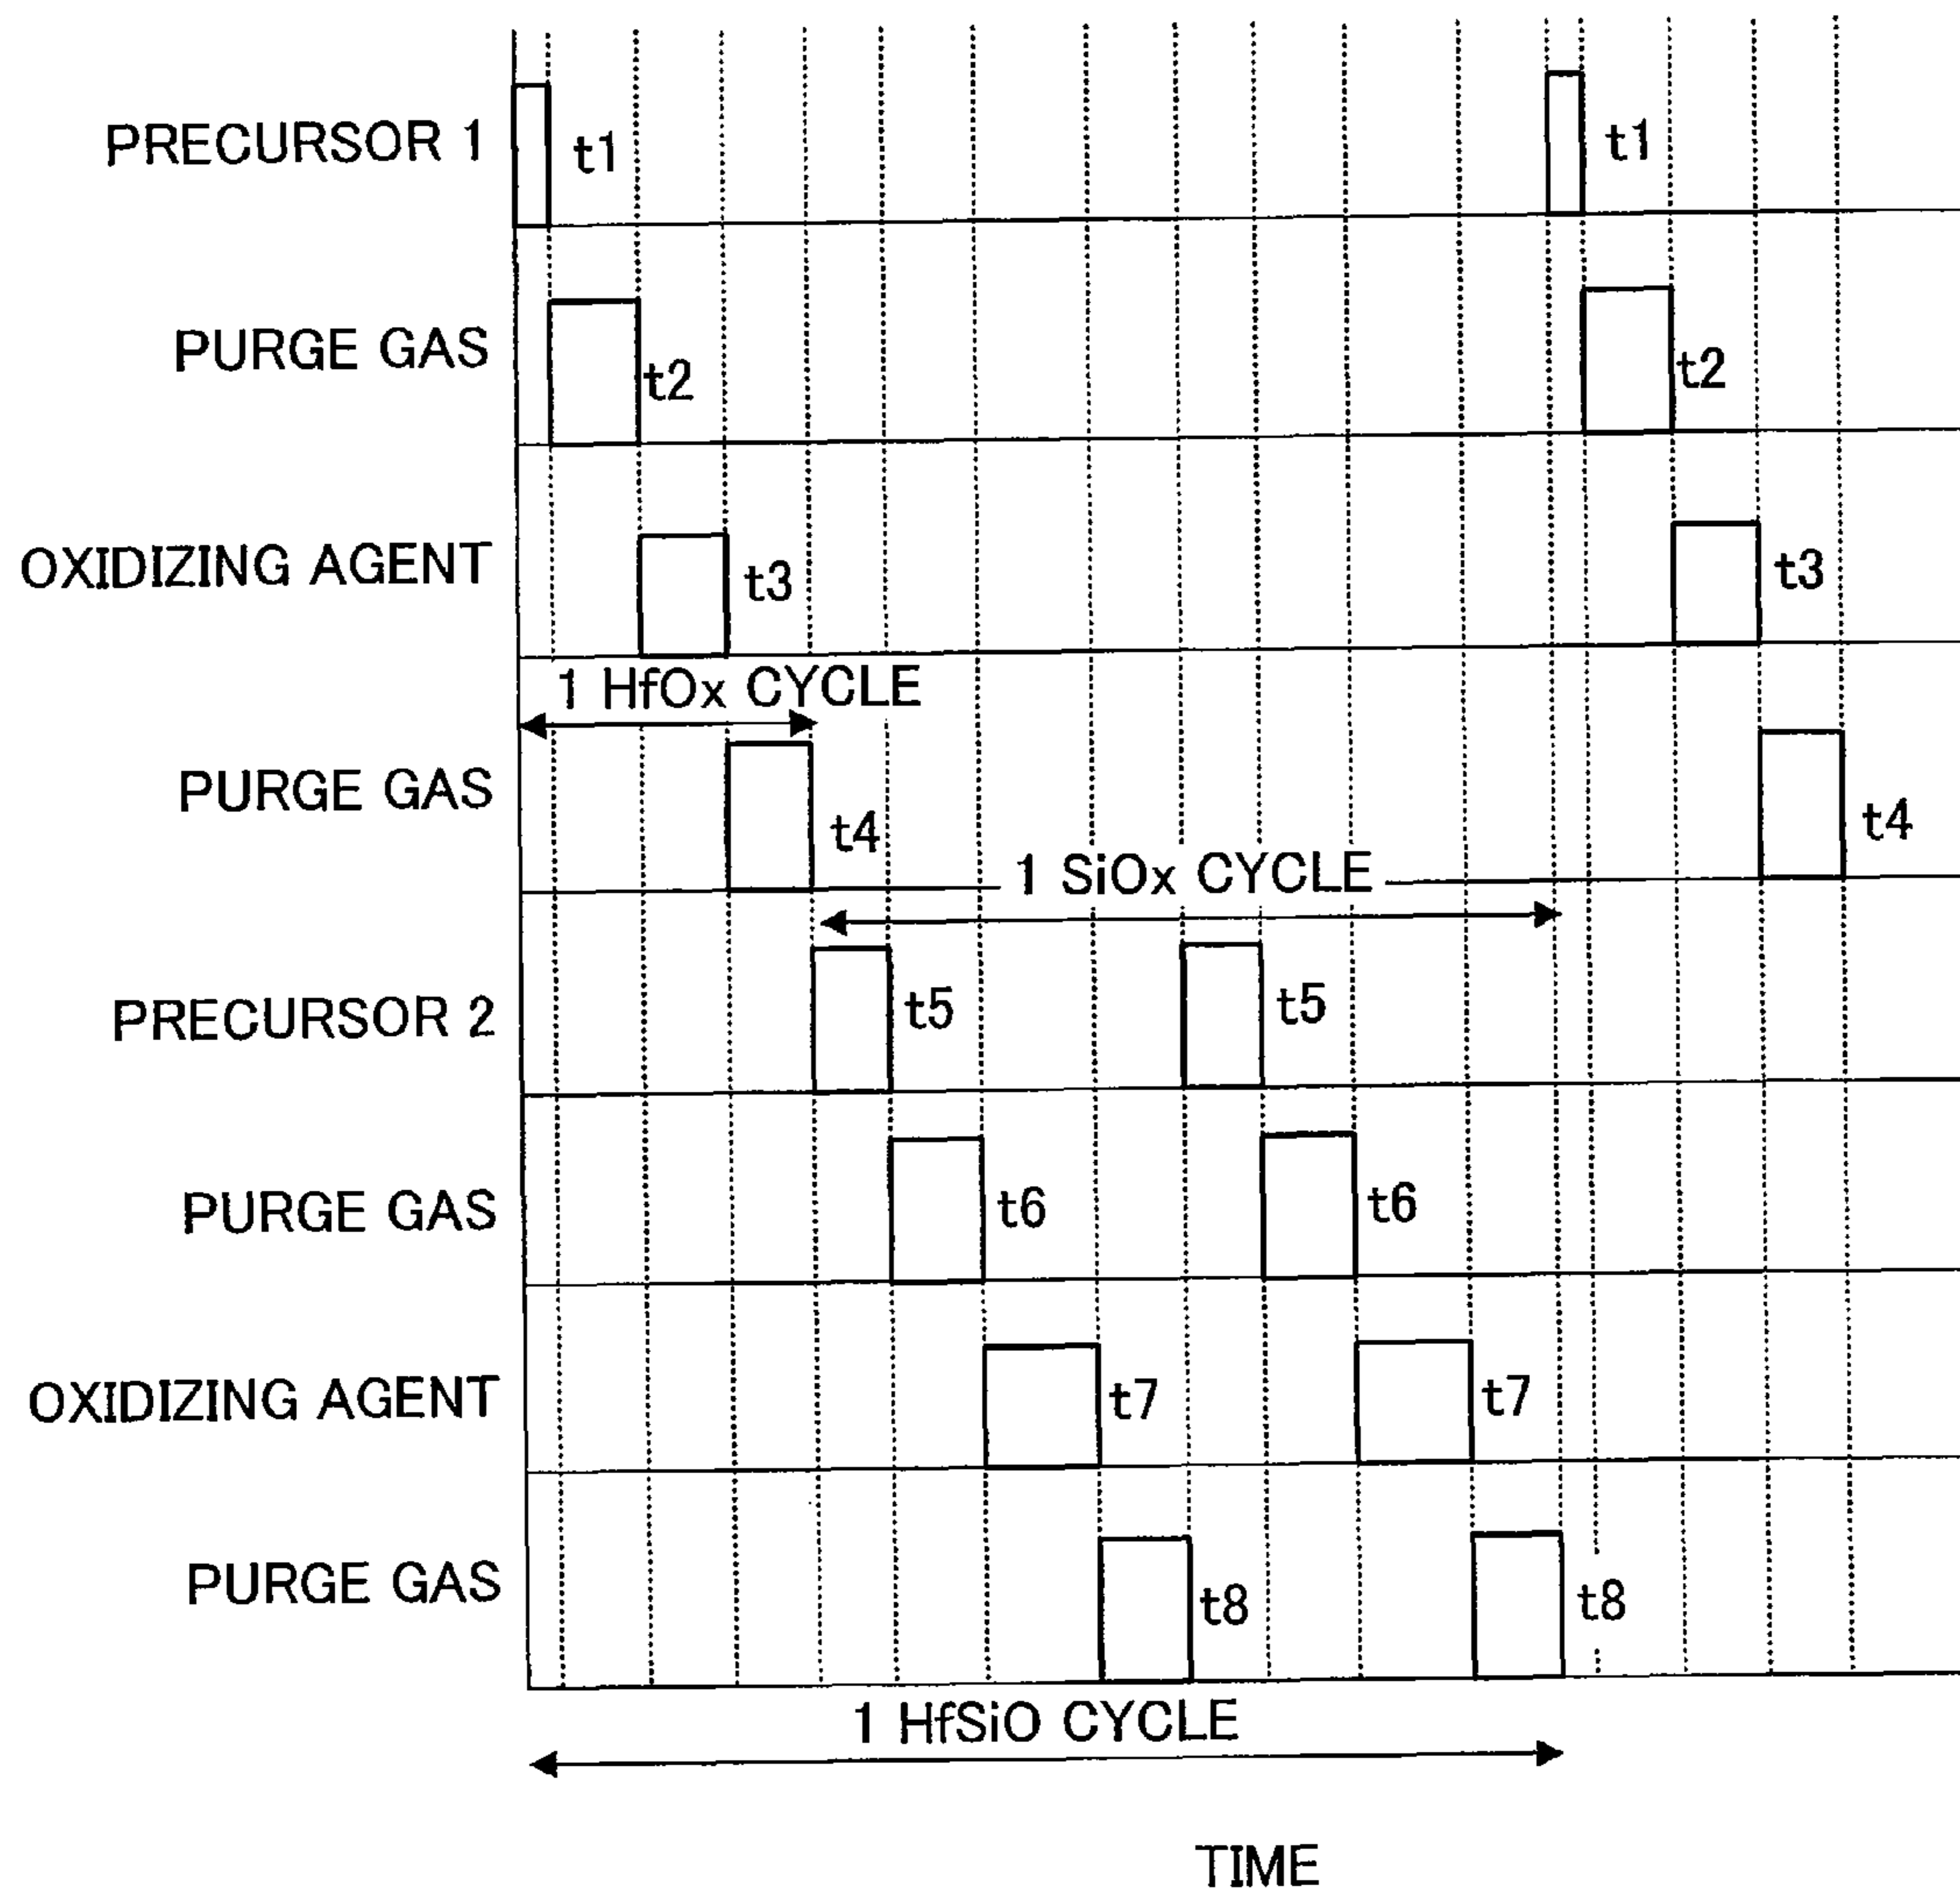 PRECURSOR 1
t1
t1
PURGE GAS
t2
t2
OXIDIZING AGENT
t3
t3
1 HfOx CYCLE
PURGE GAS
t4
t4
1 SiOx CYCLE
PRECURSOR 2
t5
t5
PURGE GAS
t6
t6
OXIDIZING AGENT
t7
t7
PURGE GAS
t8
t8
1 HfSiO CYCLE
TIME